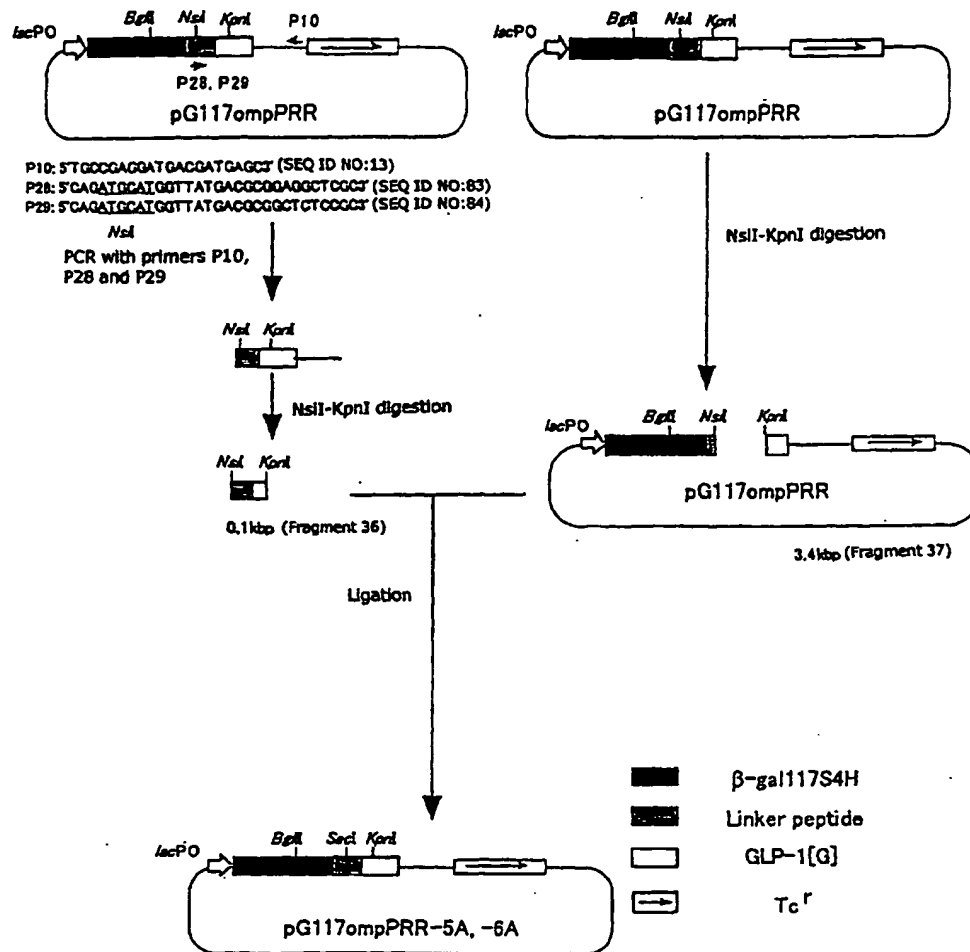 lacPO BglII NsiI KpnI P10
P28, P29
pG117ompPRR
lacPO BglII NsiI KpnI
pG117ompPRR
P10: 5'TGCCGAGGATGACGATGAGC3' (SEQ ID NO:13)
P28: 5'CAGATGCATGGTTATGACGCGGAGGCTCGC3' (SEQ ID NO:83)
P29: 5'CAGATGCATGGTTATGACGCGGCTCTCCGC3' (SEQ ID NO:84)
NsiI
PCR with primers P10,
P28 and P29
NsiI-KpnI digestion
NsiI KpnI
NsiI-KpnI digestion
NsiI KpnI
0.1kbp (Fragment 36)
lacPO BglII NsiI KpnI
pG117ompPRR
3.4kbp (Fragment 37)
Ligation
lacPO BglII SacI KpnI
pG117ompPRR-5A, -6A
β-gal117S4H
Linker peptide
GLP-1[G]
Tc r